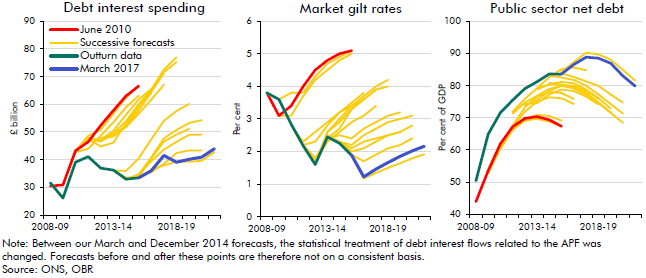 Debt interest spending
Market gilt rates
Public sector net debt
June 2010
Successive forecasts
Outturn data
March 2017
£ billion
90
80
70
60
50
40
30
20
2008-09
2013-14
2018-19
Per cent
6
5
4
3
2
1
0
2008-09
2013-14
2018-19
Per cent of GDP
100
90
80
70
60
50
40
2008-09
2013-14
2018-19
Note: Between our March and December 2014 forecasts, the statistical treatment of debt interest flows related to the APF was
changed. Forecasts before and after these points are therefore not on a consistent basis.
Source: ONS, OBR